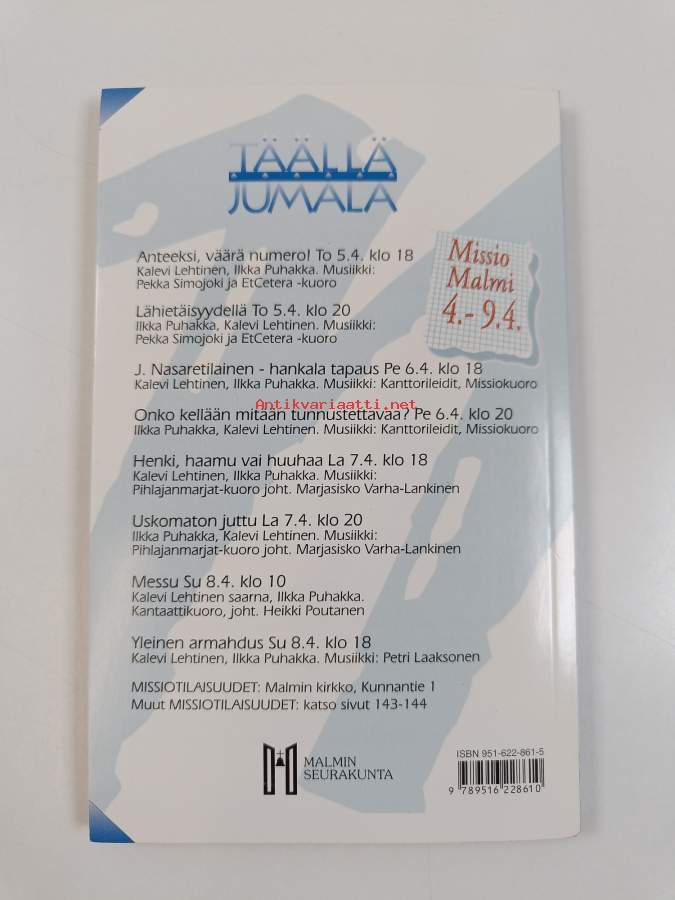 TÄÄLLÄ
JUMALA
Missio
Malmi
4.- 9.4.
Anteeksi, väärä numero! To 5.4. klo 18
Kalevi Lehtinen, Ilkka Puhakka. Musiikki:
Pekka Simojoki ja EtCetera -kuoro
Lähietäisyydellä To 5.4. klo 20
Ilkka Puhakka, Kalevi Lehtinen. Musiikki:
Pekka Simojoki ja EtCetera -kuoro
J. Nasaretilainen - hankala tapaus Pe 6.4. klo 18
Kalevi Lehtinen, Ilkka Puhakka. Musiikki: Kanttorileidit, Missiokuoro
Antikvariaatti.net
Onko kellään mitään tunnustettavaa? Pe 6.4. klo 20
Ilkka Puhakka, Kalevi Lehtinen. Musiikki: Kanttorileidit, Missiokuoro
Henki, haamu vai huuhaa La 7.4. klo 18
Kalevi Lehtinen, Ilkka Puhakka. Musiikki:
Pihlajanmarjat-kuoro joht. Marjasisko Varha-Lankinen
Uskomaton juttu La 7.4. klo 20
Ilkka Puhakka, Kalevi Lehtinen. Musiikki:
Pihlajanmarjat-kuoro joht. Marjasisko Varha-Lankinen
Messu Su 8.4. klo 10
Kalevi Lehtinen saarna, Ilkka Puhakka.
Kantaattikuoro, joht. Heikki Poutanen
Yleinen armahdus Su 8.4. klo 18
Kalevi Lehtinen, Ilkka Puhakka. Musiikki: Petri Laaksonen
MISSIOTILAISUUDET: Malmin kirkko, Kunnantie 1
Muut MISSIOTILAISUUDET: katso sivut 143-144
MALMIN
SEURAKUNTA
ISBN 951-622-861-5
9 789516 228610